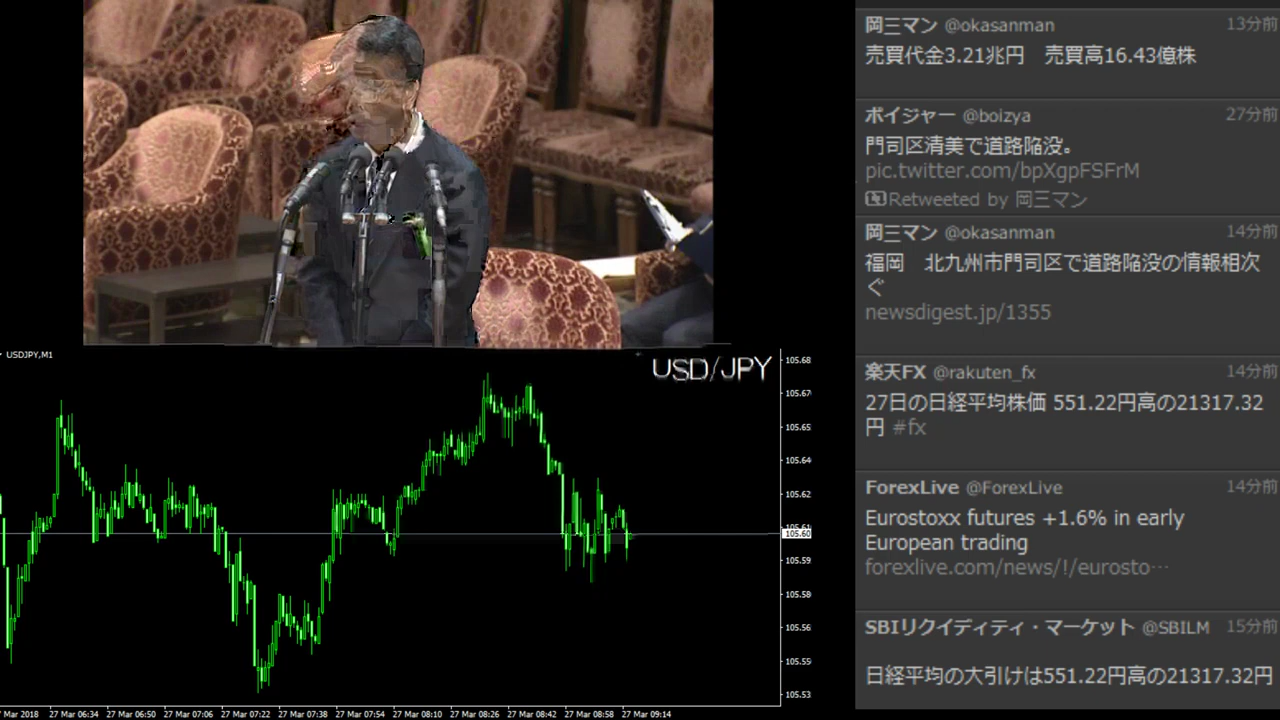 USDJPY,M1
USD/JPY
105.68
105.67
105.65
105.64
105.62
105.61
105.60
105.59
105.58
105.56
105.55
105.53
Mar 2018
27 Mar 06:34
27 Mar 06:50
27 Mar 07:06
27 Mar 07:22
27 Mar 07:38
27 Mar 07:54
27 Mar 08:10
27 Mar 08:26
27 Mar 08:42
27 Mar 08:58
27 Mar 09:14
岡三マン @okasanman 13分前
売買代金3.21兆円　売買高16.43億株
ボイジャー @boizya 27分前
門司区清美で道路陥没。
pic.twitter.com/bpXgpFSFrM
Retweeted by 岡三マン
岡三マン @okasanman 14分前
福岡　北九州市門司区で道路陥没の情報相次
ぐ
newsdigest.jp/1355
楽天FX @rakuten_fx 14分前
27日の日経平均株価 551.22円高の21317.32
円 #fx
ForexLive @ForexLive 14分前
Eurostoxx futures +1.6% in early
European trading
forexlive.com/news/!/eurosto…
SBIリクイディティ・マーケット @SBILM 15分前
日経平均の大引けは551.22円高の21317.32円